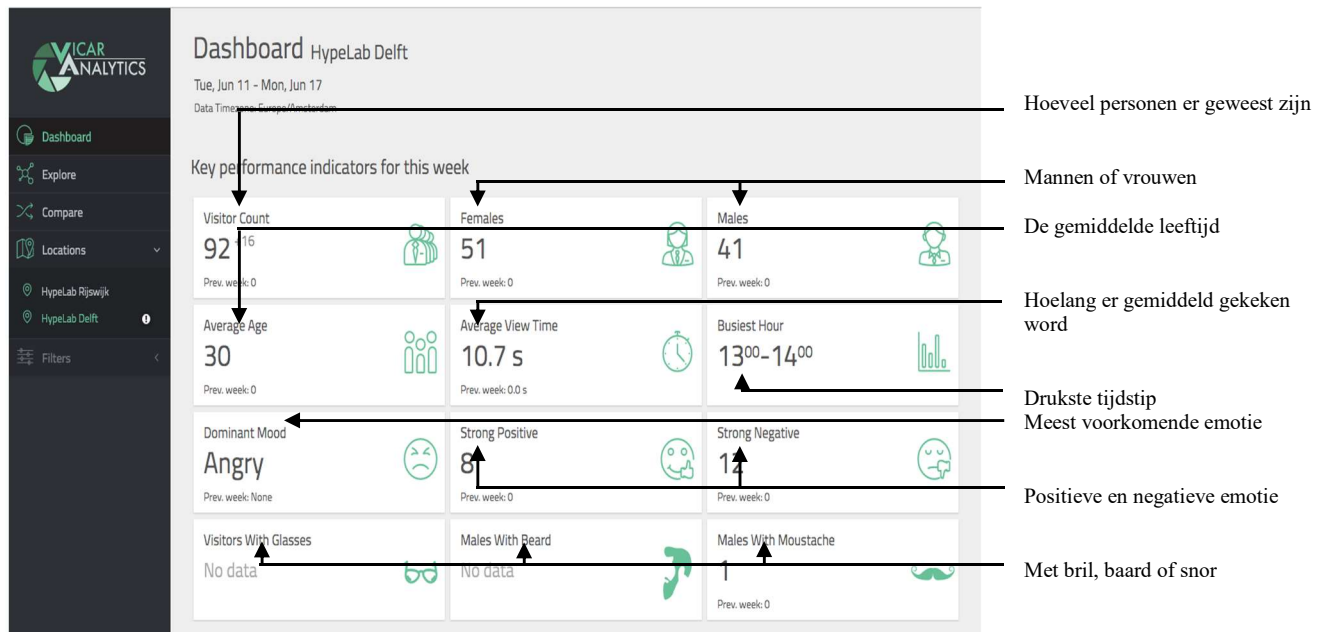 VICAR
ANALYTICS
Dashboard
Explore
Compare
Locations
HypeLab Rijswijk
HypeLab Delft
Filters
Dashboard HypeLab Delft
Tue, Jun 11 - Mon, Jun 17
Data Timezone: Europe/Amsterdam
Key performance indicators for this week
Visitor Count
92 +16
Prev. week: 0
Females
51
Prev. week: 0
Males
41
Prev. week: 0
Average Age
30
Prev. week: 0
Average View Time
10.7 s
Prev. week: 0.0 s
Busiest Hour
13⁰⁰-14⁰⁰
Dominant Mood
Angry
Prev. week: None
Strong Positive
8
Prev. week: 0
Strong Negative
12
Prev. week: 0
Visitors With Glasses
No data
Males With Beard
No data
Males With Moustache
1
Prev. week: 0
Hoeveel personen er geweest zijn
Mannen of vrouwen
De gemiddelde leeftijd
Hoelang er gemiddeld gekeken
word
Drukste tijdstip
Meest voorkomende emotie
Positieve en negatieve emotie
Met bril, baard of snor